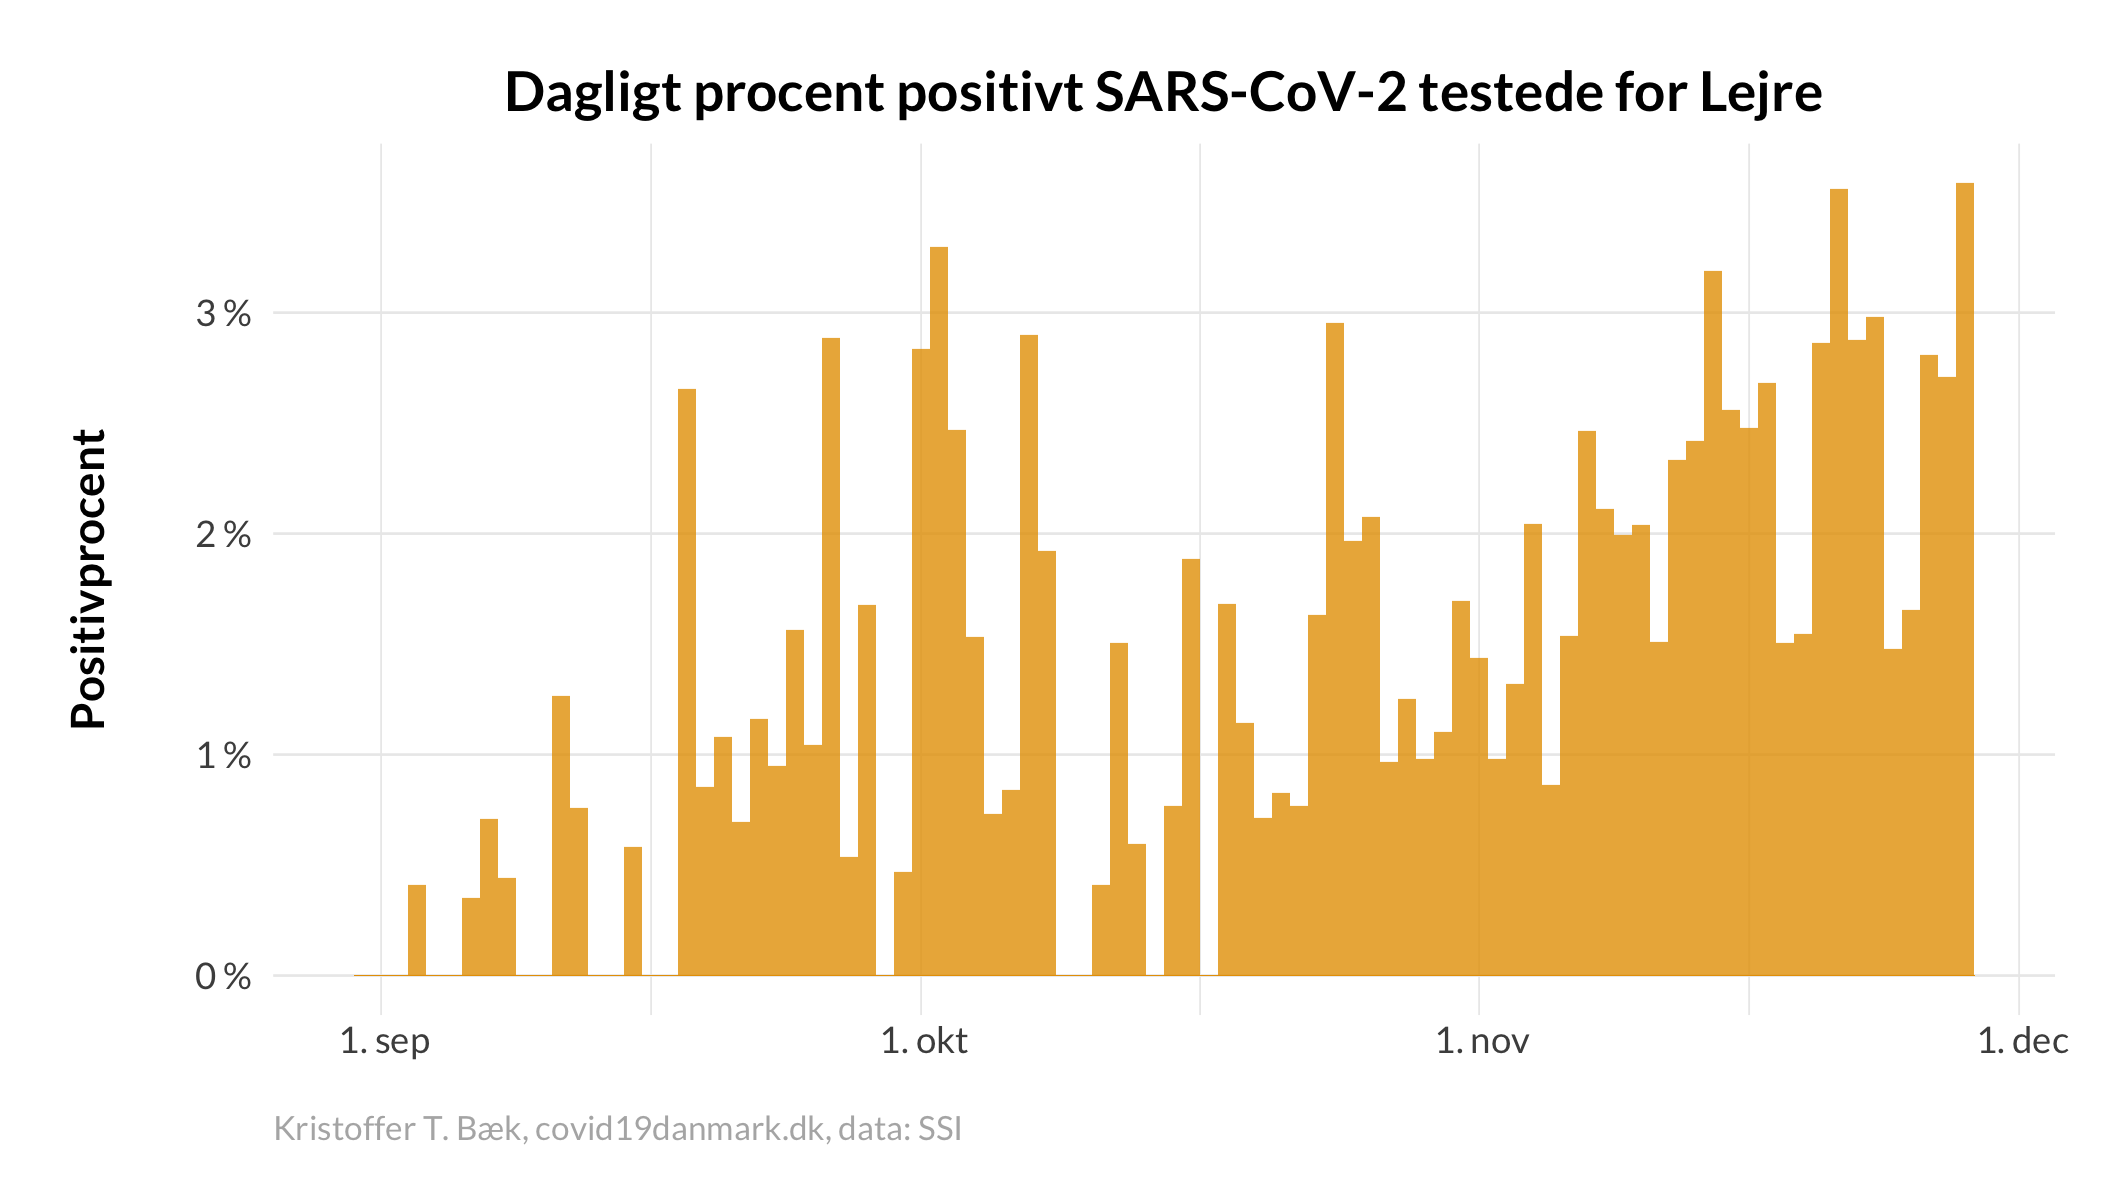 Dagligt procent positivt SARS-CoV-2 testede for Lejre
Positivprocent
3 %
2 %
1 %
0 %
1. sep
1. okt
1. nov
1. dec
Kristoffer T. Bæk, covid19danmark.dk, data: SSI